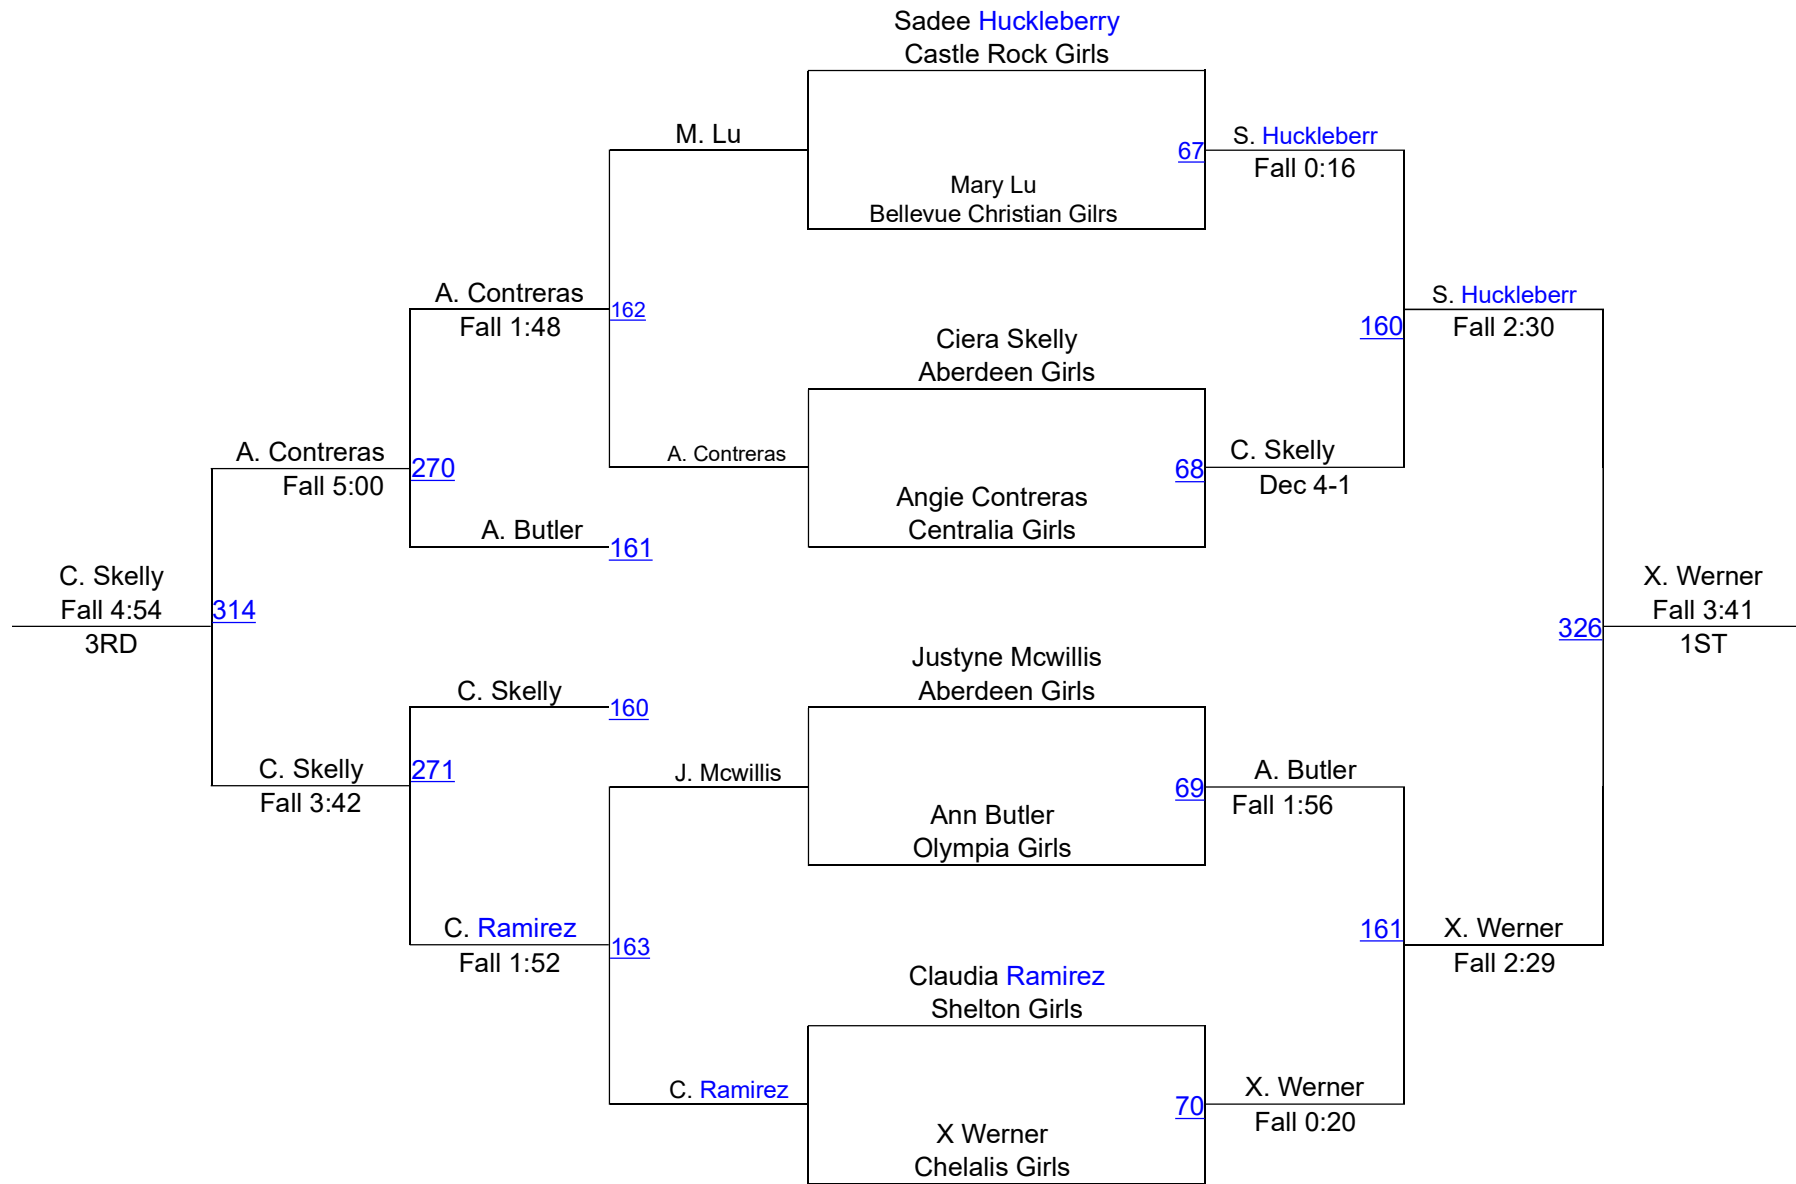 Sadee Huckleberry
Castle Rock Girls
M. Lu
67
S. Huckleberr
Fall 0:16
Mary Lu
Bellevue Christian Gilrs
A. Contreras
Fall 1:48
162
S. Huckleberr
Fall 2:30
160
Ciera Skelly
Aberdeen Girls
A. Contreras
Fall 5:00
270
A. Contreras
68
C. Skelly
Dec 4-1
Angie Contreras
Centralia Girls
A. Butler
161
C. Skelly
Fall 4:54
3RD
314
X. Werner
Fall 3:41
1ST
326
Justyne Mcwillis
Aberdeen Girls
C. Skelly
160
C. Skelly
Fall 3:42
271
J. Mcwillis
69
A. Butler
Fall 1:56
Ann Butler
Olympia Girls
C. Ramirez
Fall 1:52
163
161
X. Werner
Fall 2:29
Claudia Ramirez
Shelton Girls
C. Ramirez
70
X. Werner
Fall 0:20
X Werner
Chelalis Girls